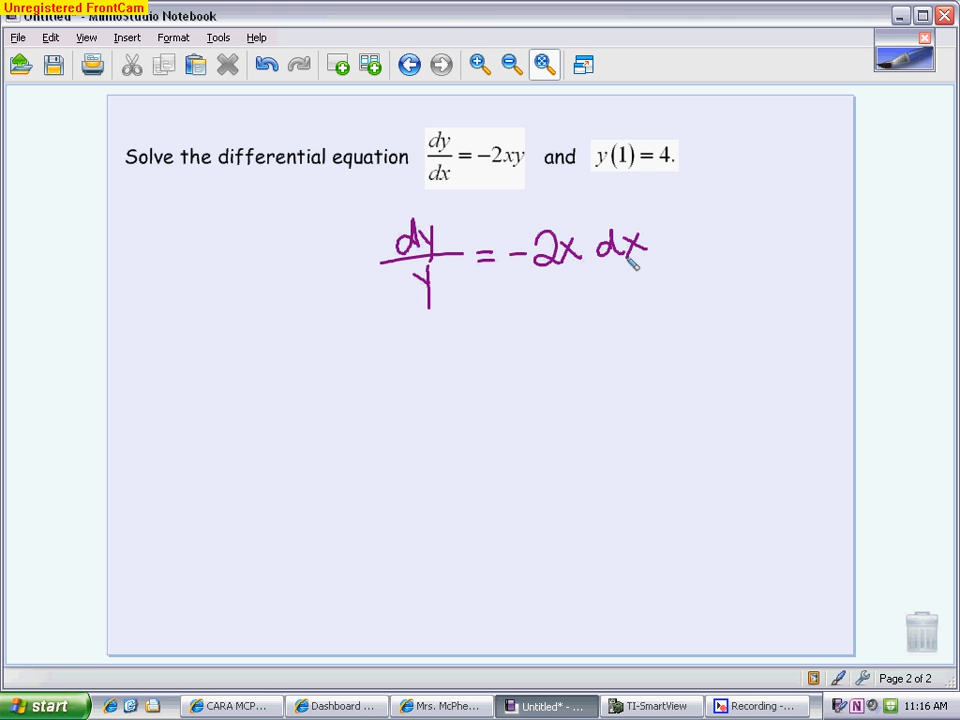 Unregistered FrontCam
Untitled* - MimioStudio Notebook
File Edit View Insert Format Tools Help
Solve the differential equation dy/dx = -2xy and y(1) = 4.
dy/y = -2x dx
Page 2 of 2
start CARA MCP... Dashboard ... Mrs. McPhe... Untitled* - ... TI-SmartView Recording -... 11:16 AM